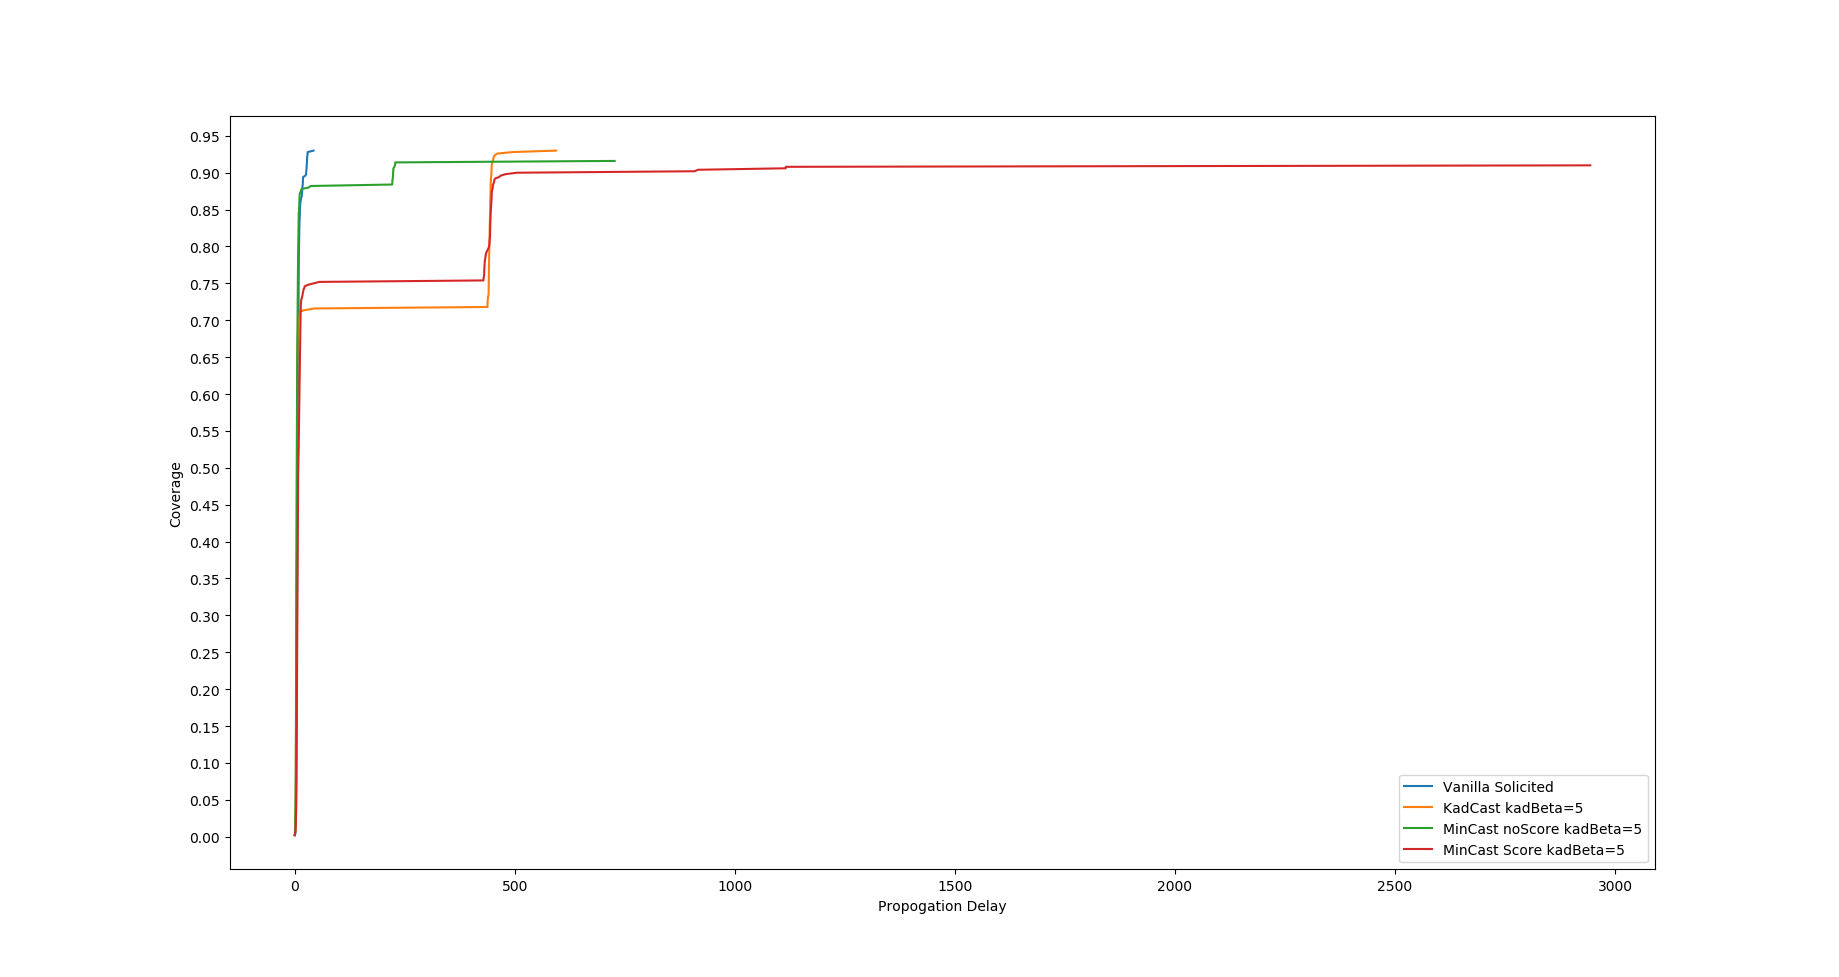 0.95
0.90
0.85
0.80
0.75
0.70
0.65
0.60
0.55
0.50
0.45
0.40
0.35
0.30
0.25
0.20
0.15
0.10
0.05
0.00
Coverage
0 500 1000 1500 2000 2500 3000
Propogation Delay
Vanilla Solicited
KadCast kadBeta=5
MinCast noScore kadBeta=5
MinCast Score kadBeta=5